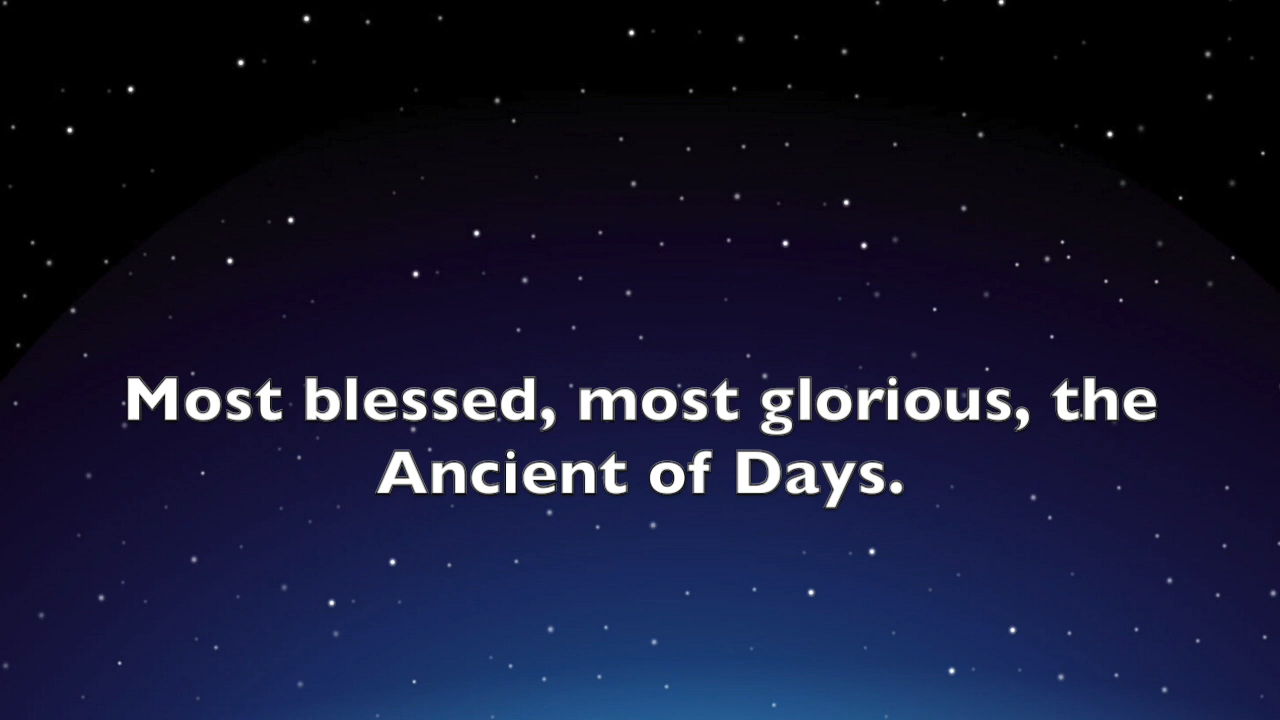 Most blessed, most glorious, the
Ancient of Days.